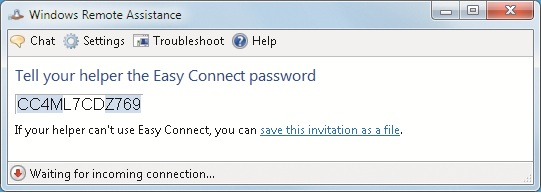 Windows Remote Assistance
Chat Settings Troubleshoot Help
Tell your helper the Easy Connect password
CC4ML7CDZ769
If your helper can't use Easy Connect, you can save this invitation as a file.
Waiting for incoming connection...